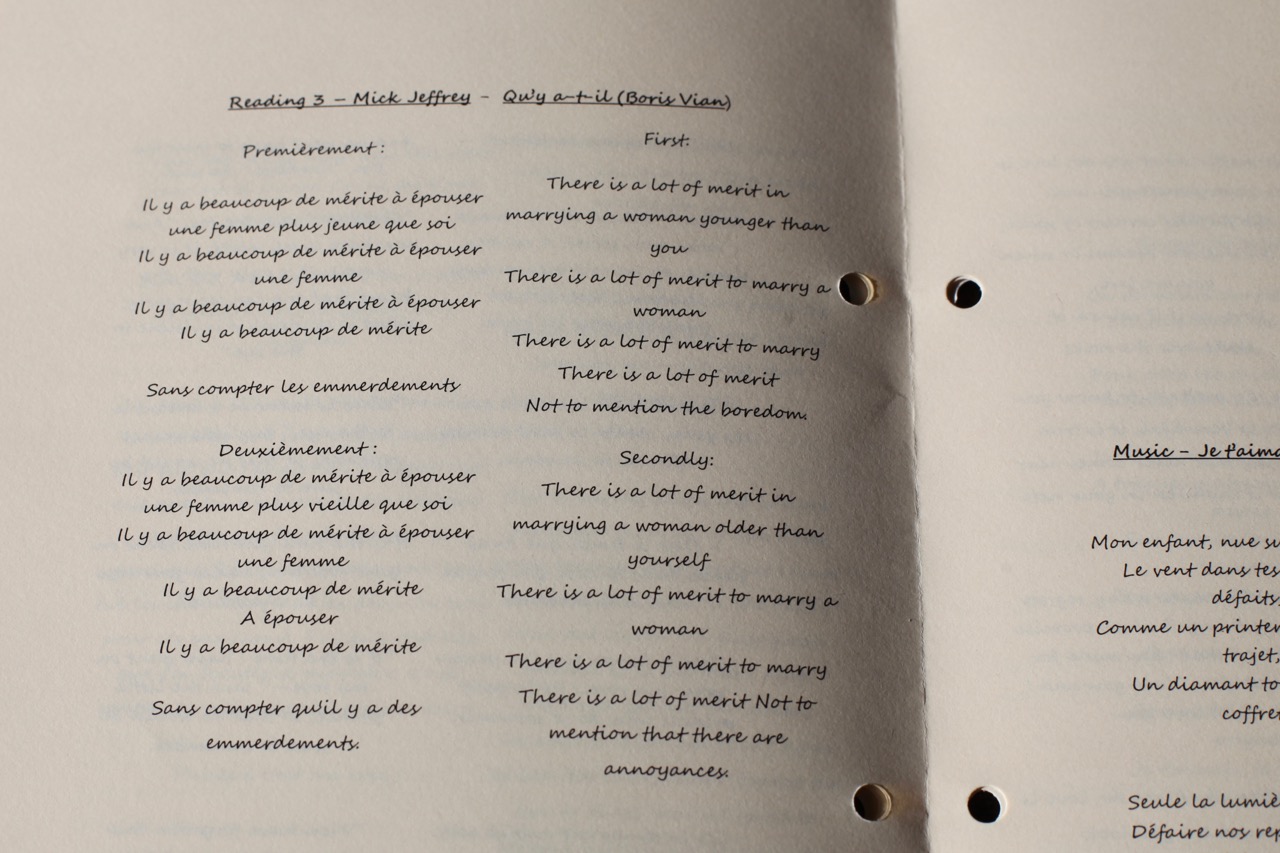 Reading 3 – Mick Jeffrey - Qu'y a-t-il (Boris Vian)
Premièrement :
Il y a beaucoup de mérite à épouser
une femme plus jeune que soi
Il y a beaucoup de mérite à épouser
une femme
Il y a beaucoup de mérite à épouser
Il y a beaucoup de mérite
Sans compter les emmerdements
Deuxièmement :
Il y a beaucoup de mérite à épouser
une femme plus vieille que soi
Il y a beaucoup de mérite à épouser
une femme
Il y a beaucoup de mérite
A épouser
Il y a beaucoup de mérite
Sans compter qu'il y a des
emmerdements.
First:
There is a lot of merit in
marrying a woman younger than
you
There is a lot of merit to marry a
woman
There is a lot of merit to marry
There is a lot of merit
Not to mention the boredom.
Secondly:
There is a lot of merit in
marrying a woman older than
yourself
There is a lot of merit to marry a
woman
There is a lot of merit to marry
There is a lot of merit Not to
mention that there are
annoyances.
Music – Je t'aima
Mon enfant, nue su
Le vent dans tes
défaits.
Comme un printem
trajet,
Un diamant to
coffret
Seule la lumiè
Défaire nos rep